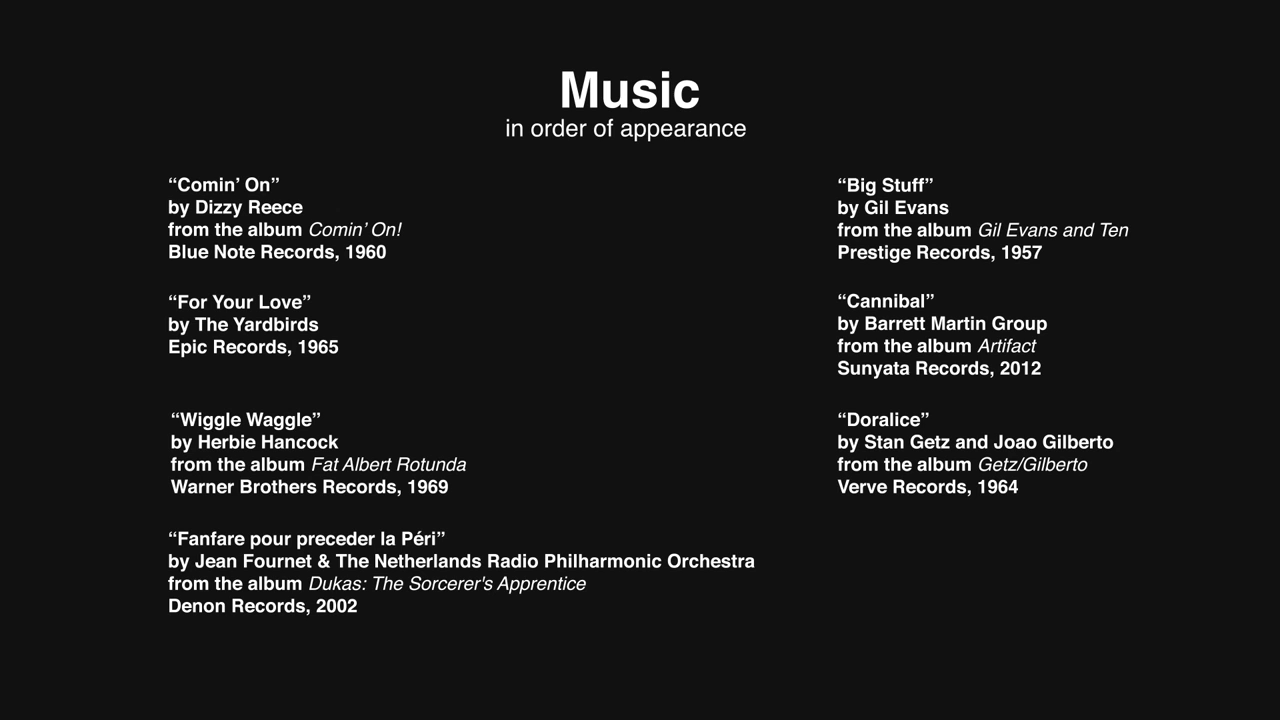 Music
in order of appearance
“Comin’ On”
by Dizzy Reece
from the album Comin’ On!
Blue Note Records, 1960
“For Your Love”
by The Yardbirds
Epic Records, 1965
“Wiggle Waggle”
by Herbie Hancock
from the album Fat Albert Rotunda
Warner Brothers Records, 1969
“Fanfare pour preceder la Péri”
by Jean Fournet & The Netherlands Radio Philharmonic Orchestra
from the album Dukas: The Sorcerer's Apprentice
Denon Records, 2002
“Big Stuff”
by Gil Evans
from the album Gil Evans and Ten
Prestige Records, 1957
“Cannibal”
by Barrett Martin Group
from the album Artifact
Sunyata Records, 2012
“Doralice”
by Stan Getz and Joao Gilberto
from the album Getz/Gilberto
Verve Records, 1964